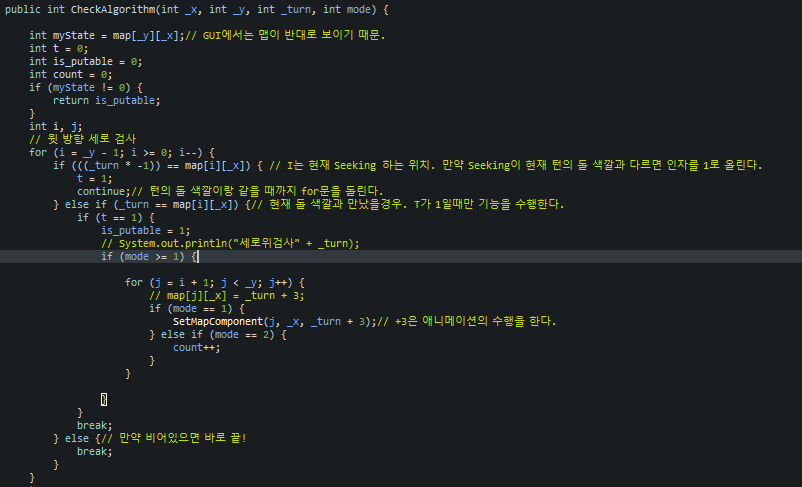 public int CheckAlgorithm(int _x, int _y, int _turn, int mode) {
int myState = map[_y][_x];// GUI에서는 맵이 반대로 보이기 때문.
int t = 0;
int is_putable = 0;
int count = 0;
if (myState != 0) {
return is_putable;
}
int i, j;
// 윗 방향 세로 검사
for (i = _y - 1; i >= 0; i--) {
if (((_turn * -1)) == map[i][_x]) { // I는 현재 Seeking 하는 위치. 만약 Seeking이 현재 턴의 돌 색깔과 다르면 인자를 1로 올린다.
t = 1;
continue;// 턴의 돌 색깔이랑 같을 때까지 for문을 돌린다.
} else if (_turn == map[i][_x]) {// 현재 돌 색깔과 만났을경우. T가 1일때만 기능을 수행한다.
if (t == 1) {
is_putable = 1;
// System.out.println("세로위검사" + _turn);
if (mode >= 1) {
for (j = i + 1; j < _y; j++) {
// map[j][_x] = _turn + 3;
if (mode == 1) {
SetMapComponent(j, _x, _turn + 3);// +3은 애니메이션의 수행을 한다.
} else if (mode == 2) {
count++;
}
}
}
}
break;
} else {// 만약 비어있으면 바로 끝!
break;
}
}